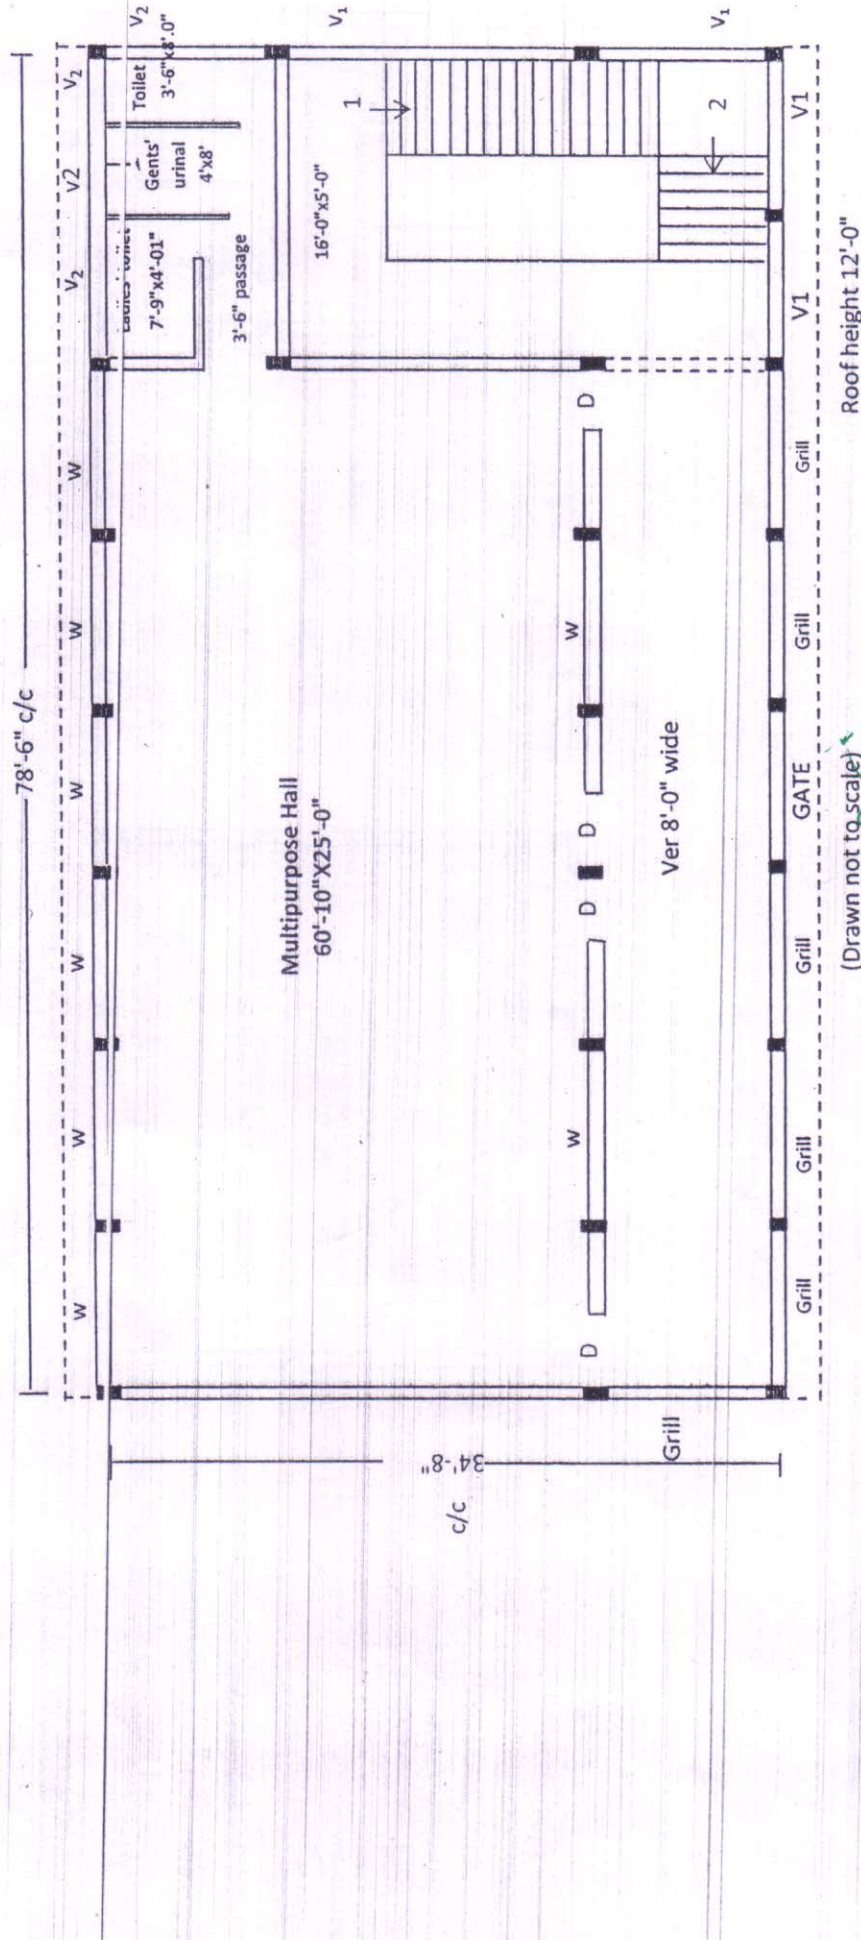 78'-6" c/c
V₂
V₂
V2
V₂
W
W
W
W
W
W
Toilet
3'-6"x8'.0"
Gents'
urinal
4'x8'
Ladies' toilet
7'-9"x4'-01"
3'-6" passage
V₁
16'-0"x5'-0"
1
2
V₁
Multipurpose Hall
60'-10"X25'-0"
D
W
D
D
W
D
Ver 8'-0" wide
V1
V1
Grill
Grill
GATE
Grill
Grill
Grill
Grill
34'-8"
c/c
Roof height 12'-0"
(Drawn not to scale)